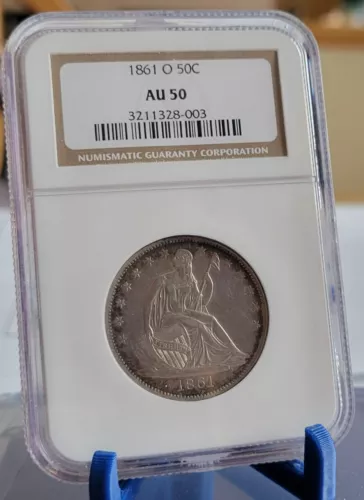 1861 O 50C
AU 50
3211328-003
NUMISMATIC GUARANTY CORPORATION
1861